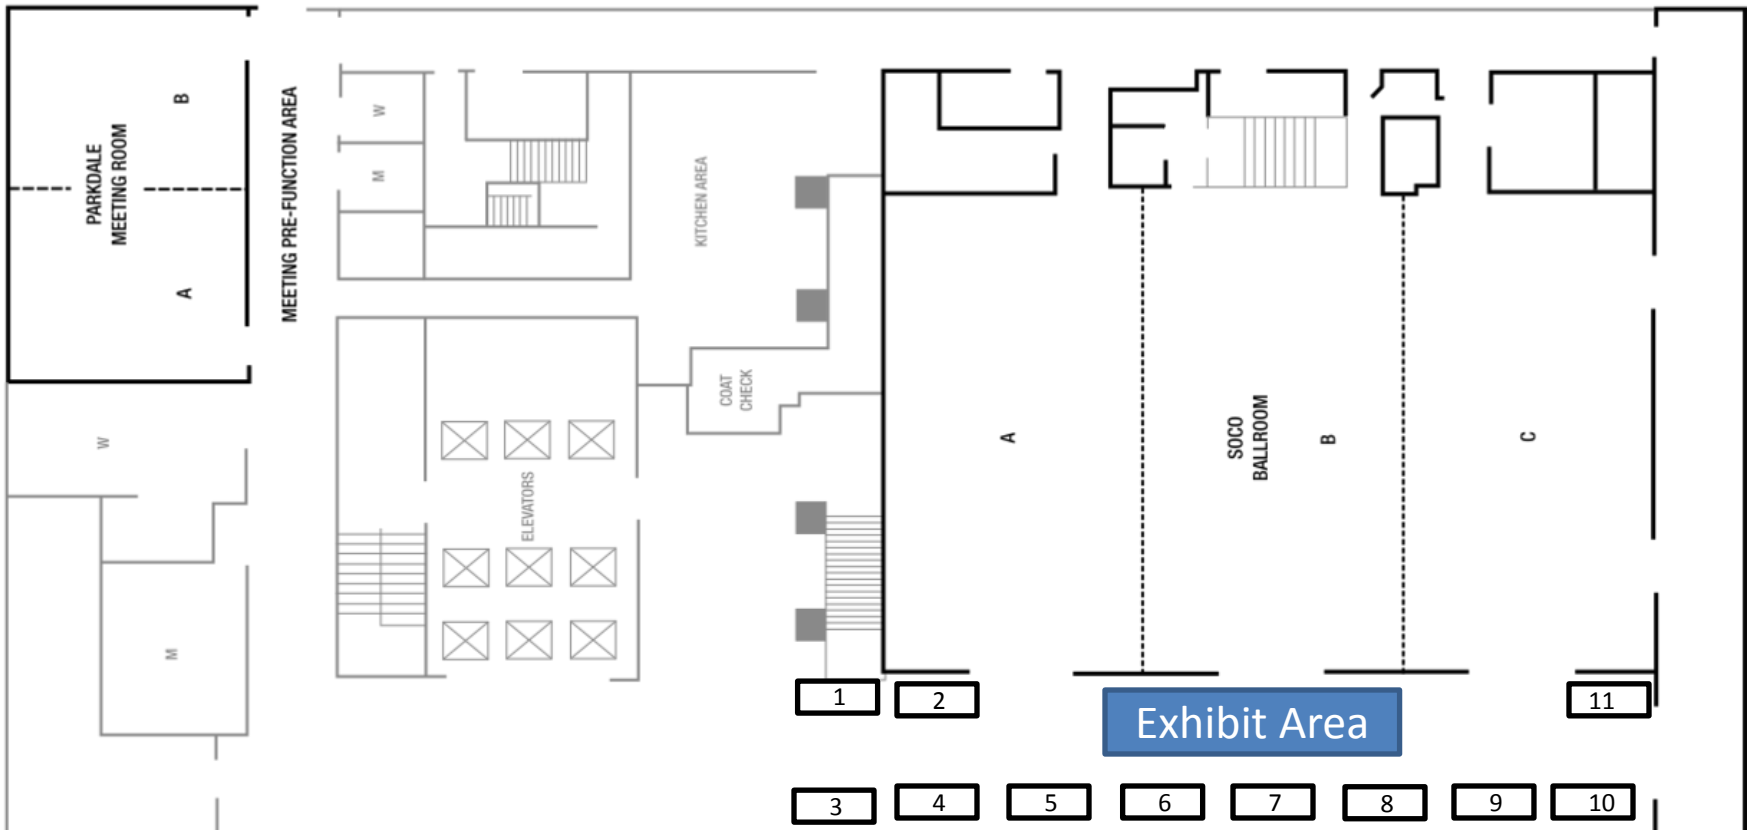 PARKDALE
MEETING ROOM
B
A
MEETING PRE-FUNCTION AREA
W
M
KITCHEN AREA
COAT
CHECK
W
M
ELEVATORS
A
SOCO
BALLROOM
B
C
1
2
Exhibit Area
11
3
4
5
6
7
8
9
10